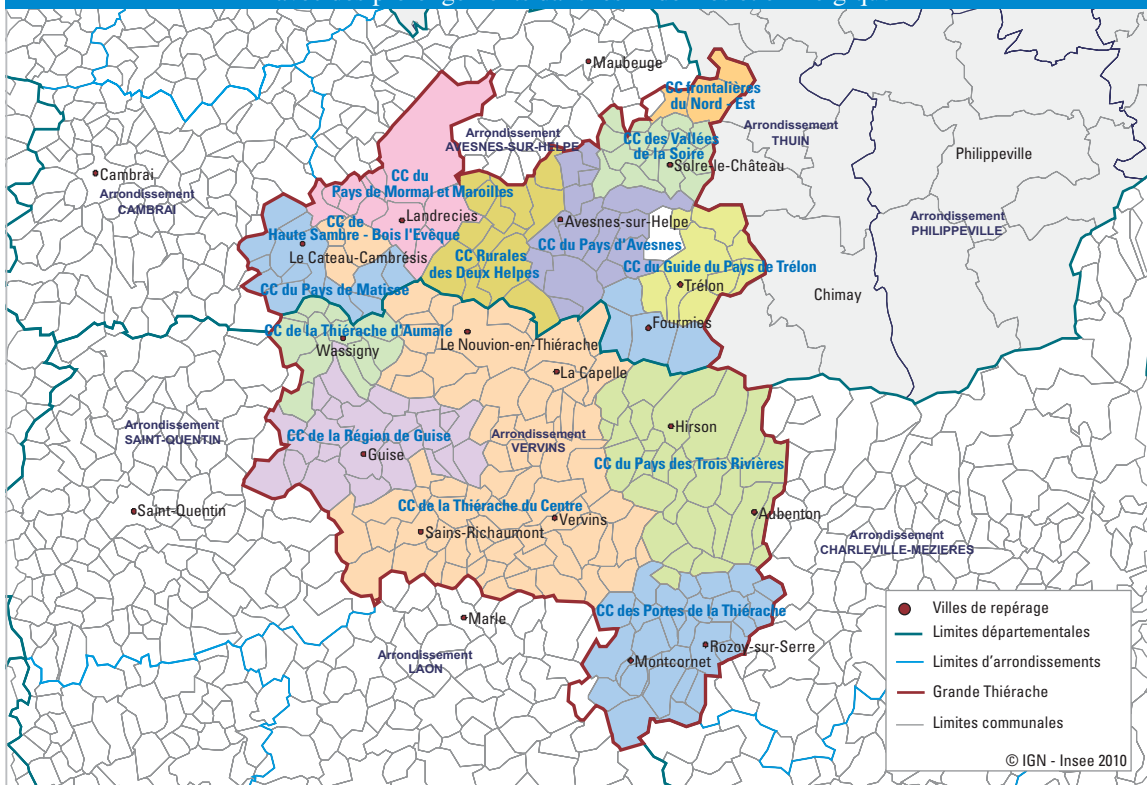 Maubeuge
CC frontalières
du Nord - Est
Arrondissement
AVESNES-SUR-HELPE
Arrondissement
THUIN
CC des Vallées
de la Solre
Solre-le-Château
Philippeville
Cambrai
Arrondissement
CAMBRAI
CC du
Pays de Mormal et Maroilles
Landrecies
CC de
Haute Sambre - Bois l'Evèque
Le Cateau-Cambrésis
CC du Pays de Matisse
Avesnes-sur-Helpe
CC du Pays d'Avesnes
CC Rurales
des Deux Helpes
CC du Guide du Pays de Trélon
Trélon
Arrondissement
PHILIPPEVILLE
Chimay
Fourmies
CC de la Thiérache d'Aumale
Wassigny
Le Nouvion-en-Thiérache
La Capelle
Arrondissement
SAINT-QUENTIN
CC de la Région de Guise
Guise
Arrondissement
VERVINS
Hirson
CC du Pays des Trois Rivières
Saint-Quentin
CC de la Thiérache du Centre
Vervins
Sains-Richaumont
Aubenton
Arrondissement
CHARLEVILLE-MEZIERES
CC des Portes de la Thiérache
Marle
Arrondissement
LAON
Rozoy-sur-Serre
Montcornet
Villes de repérage
Limites départementales
Limites d'arrondissements
Grande Thiérache
Limites communales
© IGN - Insee 2010